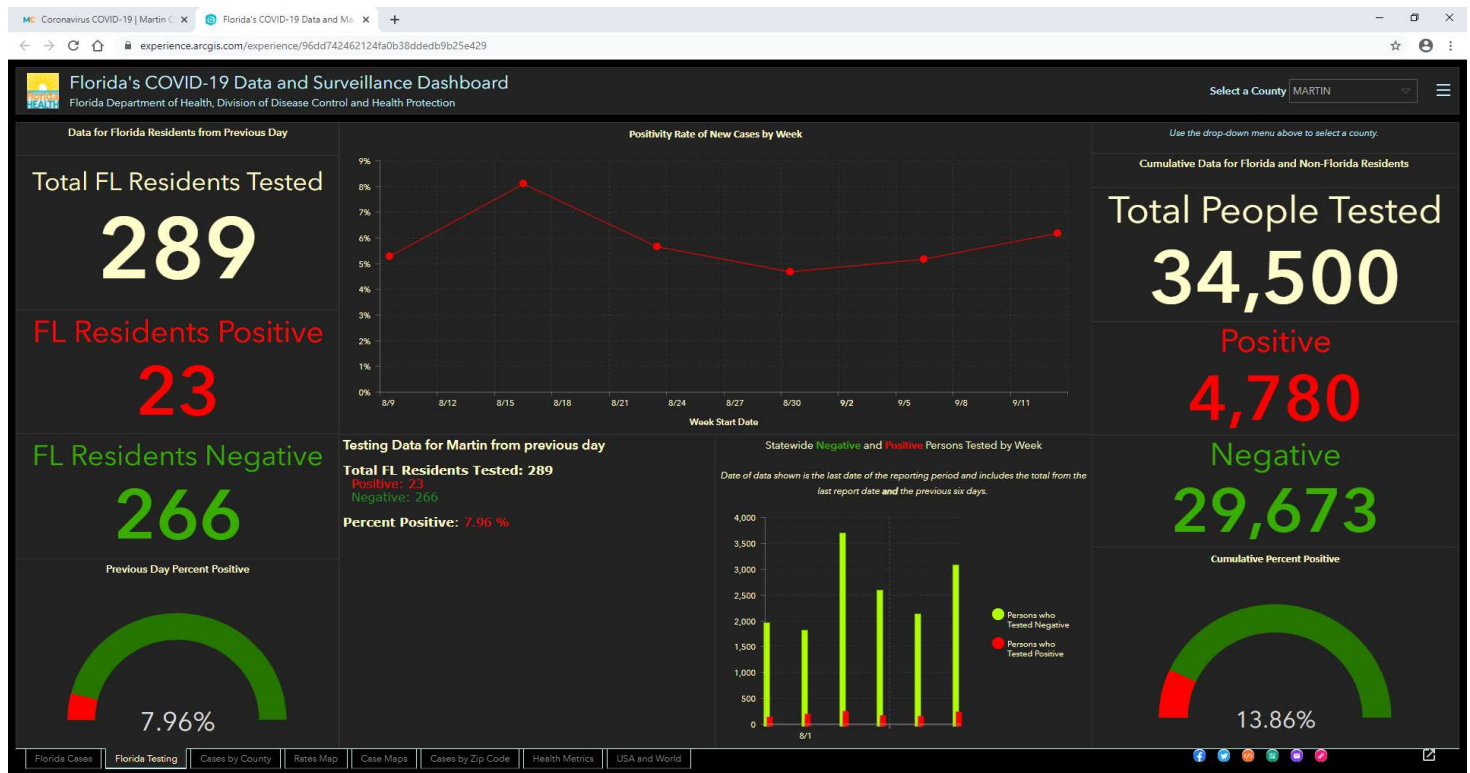 Coronavirus COVID-19 | Martin C
Florida's COVID-19 Data and Ma
experience.arcgis.com/experience/96dd742462124fa0b38ddedb9b25e429
Florida
HEALTH
Florida's COVID-19 Data and Surveillance Dashboard
Florida Department of Health, Division of Disease Control and Health Protection
Select a County MARTIN
Data for Florida Residents from Previous Day
Total FL Residents Tested
289
FL Residents Positive
23
FL Residents Negative
266
Previous Day Percent Positive
7.96%
Positivity Rate of New Cases by Week
9%
8%
7%
6%
5%
4%
3%
2%
1%
0%
8/9 8/12 8/15 8/18 8/21 8/24 8/27 8/30 9/2 9/5 9/8 9/11
Week Start Date
Testing Data for Martin from previous day
Total FL Residents Tested: 289
Positive: 23
Negative: 266
Percent Positive: 7.96 %
Statewide Negative and Positive Persons Tested by Week
Date of data shown is the last date of the reporting period and includes the total from the
last report date and the previous six days.
4,000
3,500
3,000
2,500
2,000
1,500
1,000
500
0
8/1
Persons who
Tested Negative
Persons who
Tested Positive
Use the drop-down menu above to select a county.
Cumulative Data for Florida and Non-Florida Residents
Total People Tested
34,500
Positive
4,780
Negative
29,673
Cumulative Percent Positive
13.86%
Florida Cases
Florida Testing
Cases by County
Rates Map
Case Maps
Cases by Zip Code
Health Metrics
USA and World